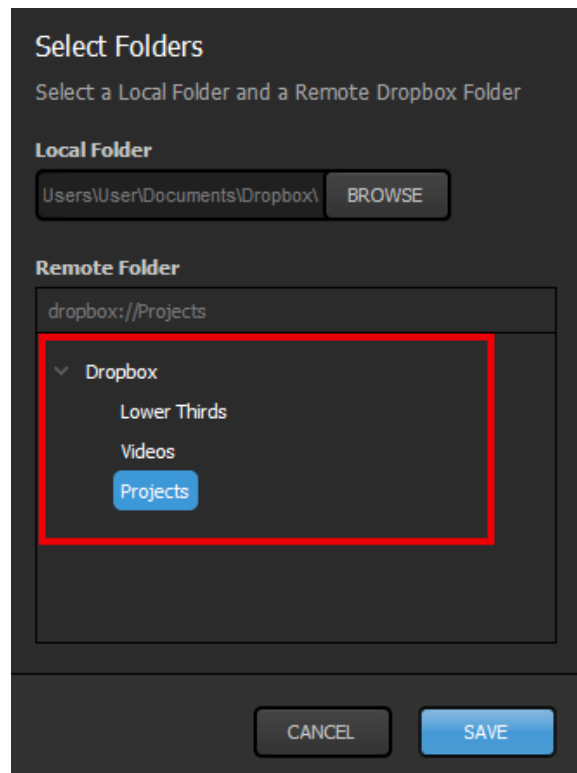 Select Folders
Select a Local Folder and a Remote Dropbox Folder
Local Folder
Users\User\Documents\Dropbox\ BROWSE
Remote Folder
dropbox://Projects
Dropbox
Lower Thirds
Videos
Projects
CANCEL SAVE